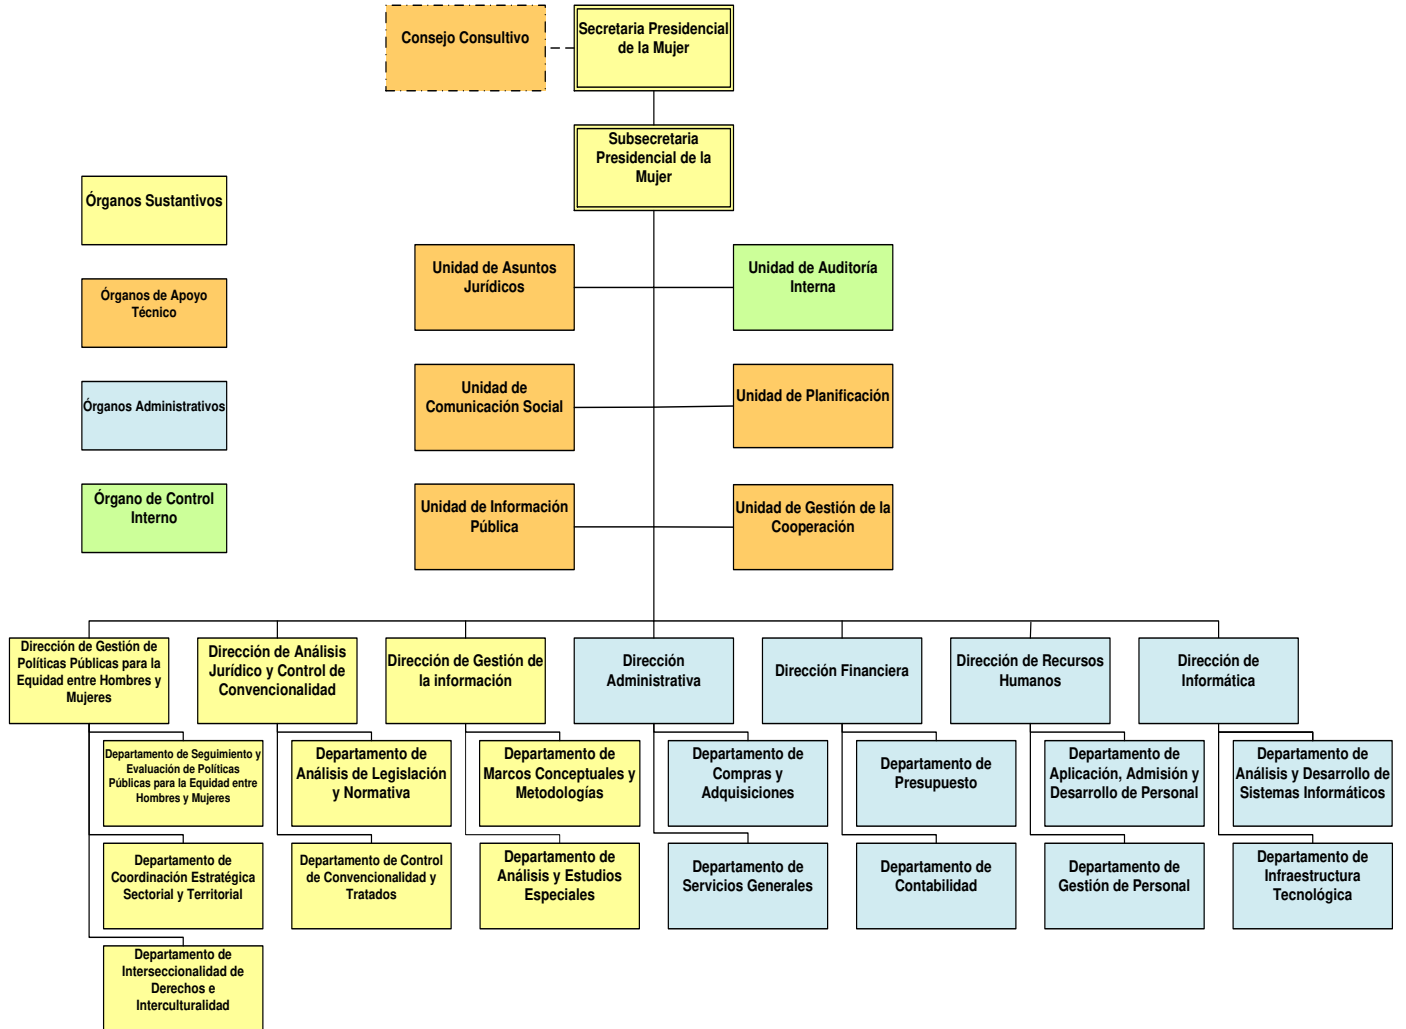 Consejo Consultivo
Secretaria Presidencial
de la Mujer
Subsecretaria
Presidencial de la
Mujer
Órganos Sustantivos
Órganos de Apoyo
Técnico
Órganos Administrativos
Órgano de Control
Interno
Unidad de Asuntos
Jurídicos
Unidad de Auditoría
Interna
Unidad de
Comunicación Social
Unidad de Planificación
Unidad de Información
Pública
Unidad de Gestión de la
Cooperación
Dirección de Gestión de
Políticas Públicas para la
Equidad entre Hombres y
Mujeres
Dirección de Análisis
Jurídico y Control de
Convencionalidad
Dirección de Gestión de
la información
Dirección
Administrativa
Dirección Financiera
Dirección de Recursos
Humanos
Dirección de
Informática
Departamento de Seguimiento y
Evaluación de Políticas
Públicas para la Equidad entre
Hombres y Mujeres
Departamento de
Análisis de Legislación
y Normativa
Departamento de
Marcos Conceptuales y
Metodologías
Departamento de
Compras y
Adquisiciones
Departamento de
Presupuesto
Departamento de
Aplicación, Admisión y
Desarrollo de Personal
Departamento de
Análisis y Desarrollo de
Sistemas Informáticos
Departamento de
Coordinación Estratégica
Sectorial y Territorial
Departamento de Control
de Convencionalidad y
Tratados
Departamento de
Análisis y Estudios
Especiales
Departamento de
Servicios Generales
Departamento de
Contabilidad
Departamento de
Gestión de Personal
Departamento de
Infraestructura
Tecnológica
Departamento de
Interseccionalidad de
Derechos e
Interculturalidad